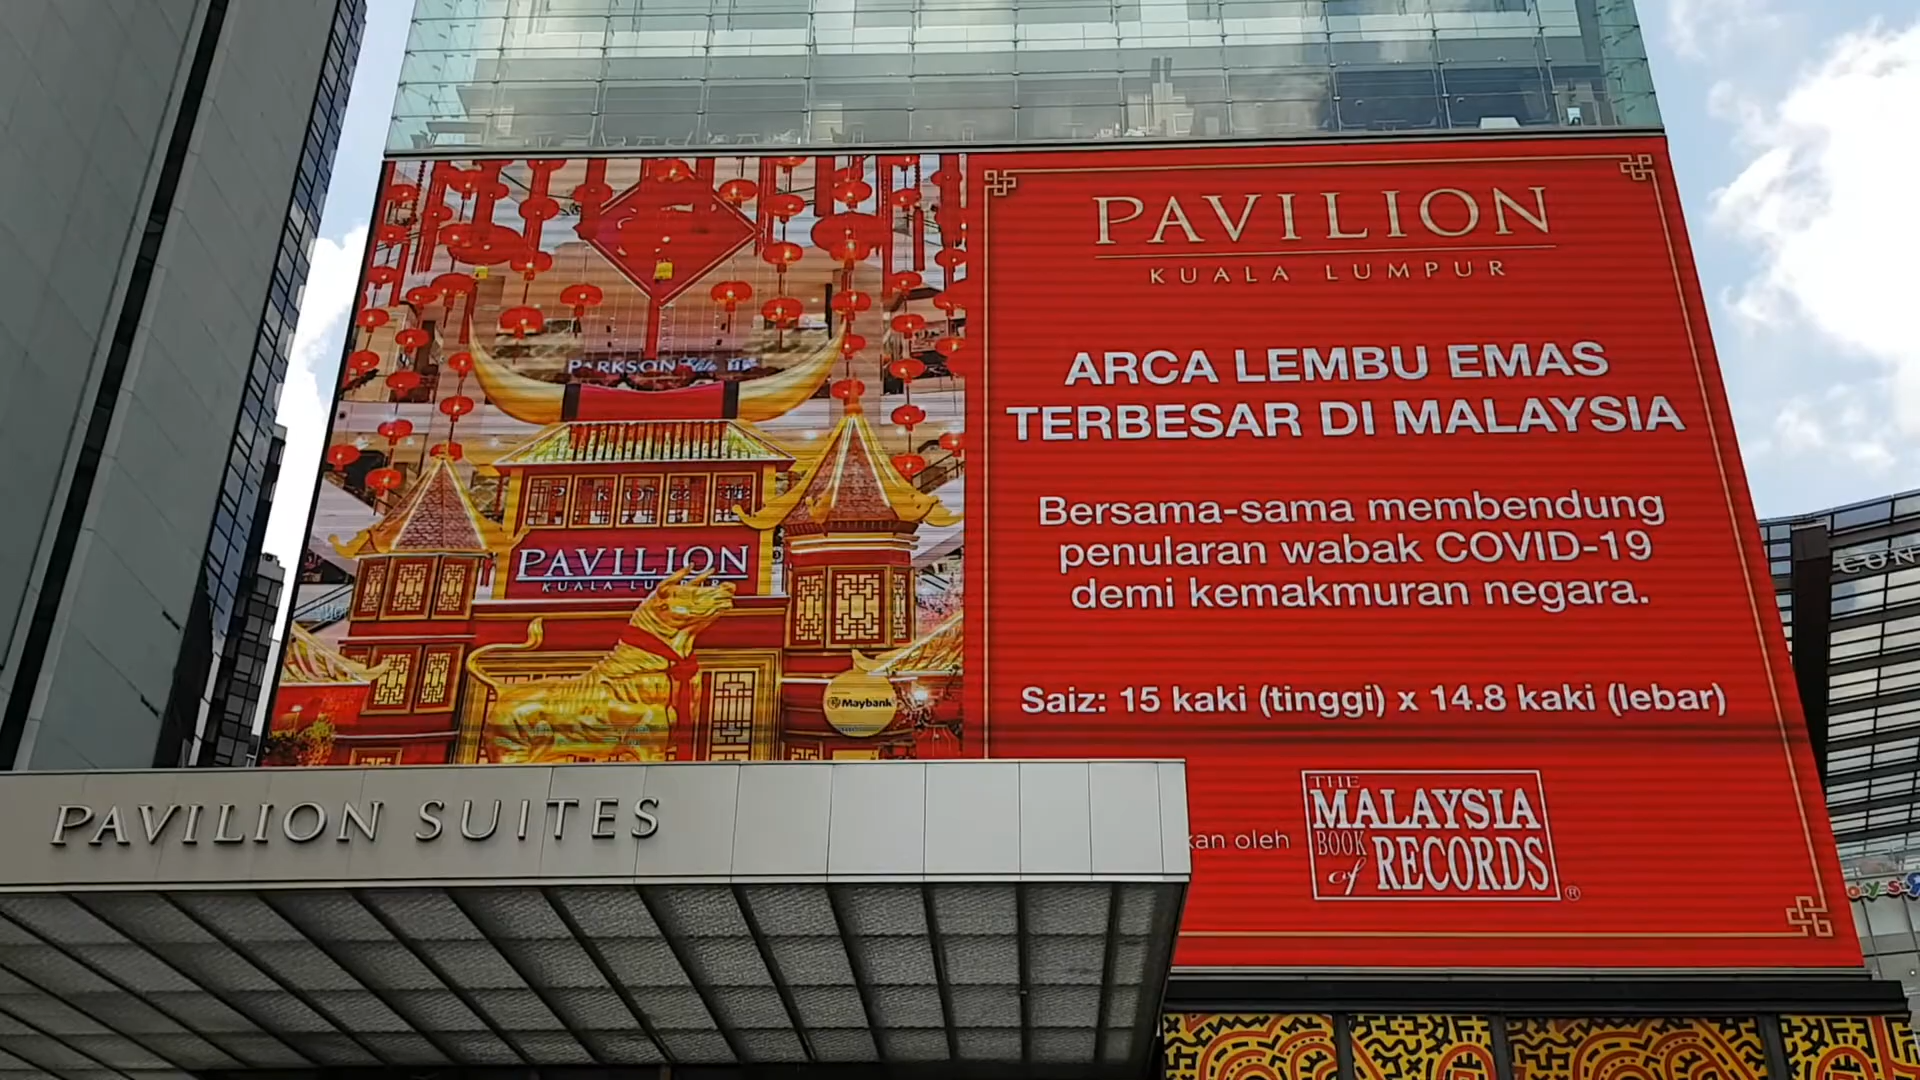 PAVILION
KUALA LUMPUR
ARCA LEMBU EMAS
TERBESAR DI MALAYSIA
Bersama-sama membendung
penularan wabak COVID-19
demi kemakmuran negara.
Saiz: 15 kaki (tinggi) x 14.8 kaki (lebar)
oleh
THE
MALAYSIA
BOOK
of RECORDS
®
PARKSON
PAVILION
KUALA LUMPUR
Maybank
PAVILION SUITES